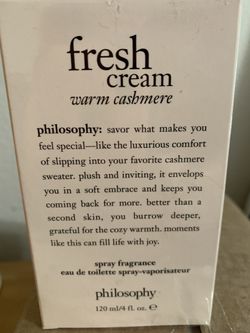 fresh
cream
warm cashmere
philosophy: savor what makes you
feel special—like the luxurious comfort
of slipping into your favorite cashmere
sweater. plush and inviting, it envelops
you in a soft embrace and keeps you
coming back for more. better than a
second skin, you burrow deeper,
grateful for the cozy warmth. moments
like this can fill life with joy.
spray fragrance
eau de toilette spray-vaporisateur
philosophy
120 ml/4 fl. oz. ℮